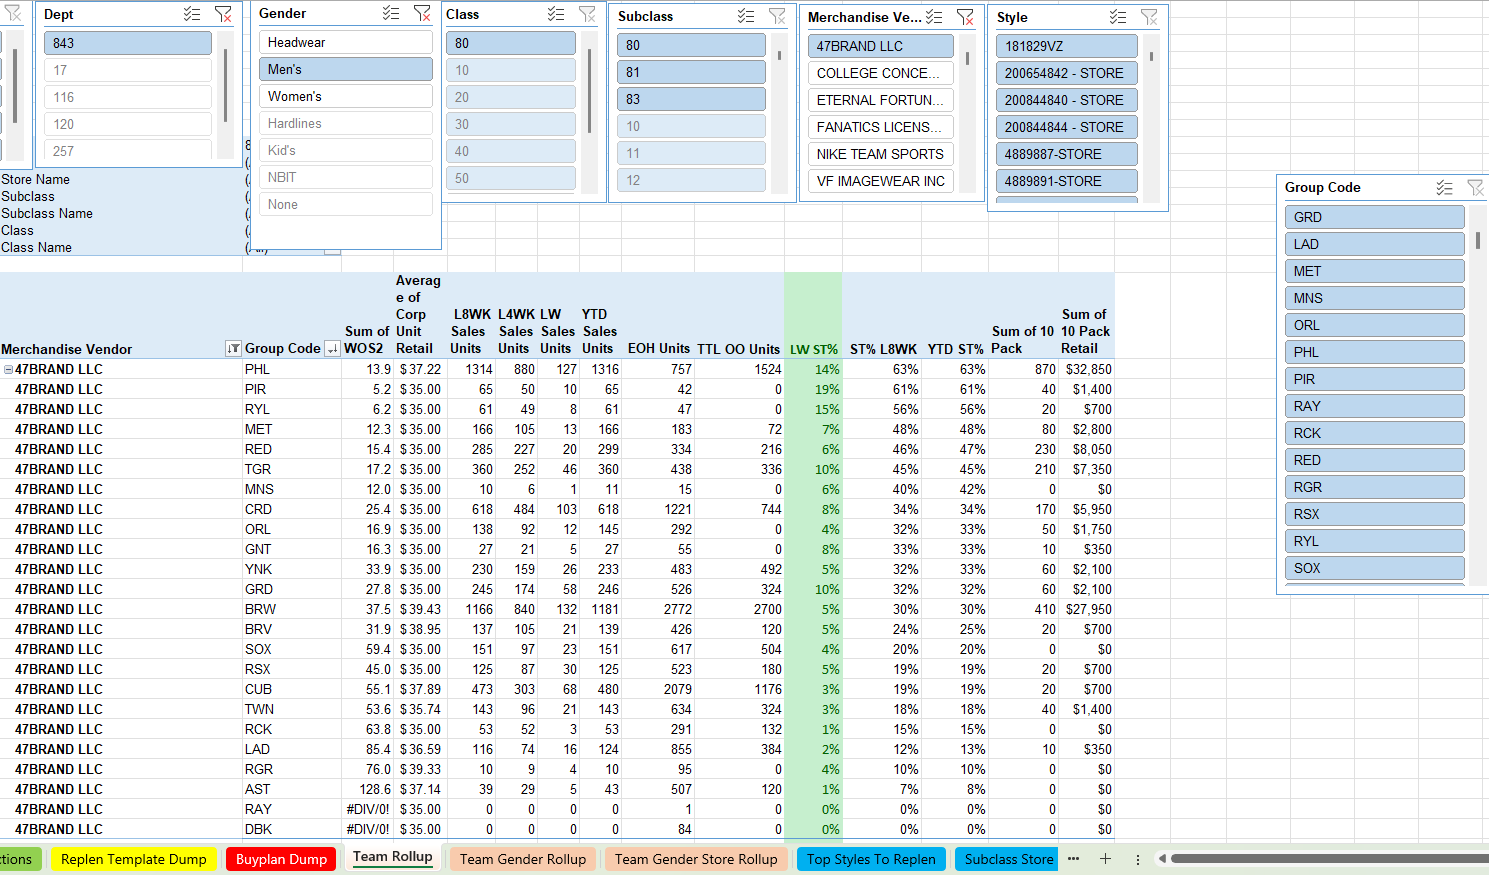 Dept
843
17
116
120
257
Gender
Headwear
Men's
Women's
Hardlines
Kid's
NBIT
None
Class
80
10
20
30
40
50
Subclass
80
81
83
10
11
12
Merchandise Ve...
47BRAND LLC
COLLEGE CONCE...
ETERNAL FORTUN...
FANATICS LICENS...
NIKE TEAM SPORTS
VF IMAGEWEAR INC
Style
181829VZ
200654842 - STORE
200844840 - STORE
200844844 - STORE
4889887-STORE
4889891-STORE
Group Code
GRD
LAD
MET
MNS
ORL
PHL
PIR
RAY
RCK
RED
RGR
RSX
RYL
SOX
Store Name
Subclass
Subclass Name
Class
Class Name
Merchandise Vendor Group Code Sum of WOS2 Average of Corp Unit Retail L8WK Sales Units L4WK Sales Units LW Sales Units YTD Sales Units EOH Units TTL OO Units LW ST% ST% L8WK YTD ST% Sum of 10 Pack Sum of 10 Pack Retail
47BRAND LLC PHL 13.9 $37.22 1314 880 127 1316 757 1524 14% 63% 63% 870 $32,850
47BRAND LLC PIR 5.2 $35.00 65 50 10 65 42 0 19% 61% 61% 40 $1,400
47BRAND LLC RYL 6.2 $35.00 61 49 8 61 47 0 15% 56% 56% 20 $700
47BRAND LLC MET 12.3 $35.00 166 105 13 166 183 72 7% 48% 48% 80 $2,800
47BRAND LLC RED 15.4 $35.00 285 227 20 299 334 216 6% 46% 47% 230 $8,050
47BRAND LLC TGR 17.2 $35.00 360 252 46 360 438 336 10% 45% 45% 210 $7,350
47BRAND LLC MNS 12.0 $35.00 10 6 1 11 15 0 6% 40% 42% 0 $0
47BRAND LLC CRD 25.4 $35.00 618 484 103 618 1221 744 8% 34% 34% 170 $5,950
47BRAND LLC ORL 16.9 $35.00 138 92 12 145 292 0 4% 32% 33% 50 $1,750
47BRAND LLC GNT 16.3 $35.00 27 21 5 27 55 0 8% 33% 33% 10 $350
47BRAND LLC YNK 33.9 $35.00 230 159 26 233 483 492 5% 32% 33% 60 $2,100
47BRAND LLC GRD 27.8 $35.00 245 174 58 246 526 324 10% 32% 32% 60 $2,100
47BRAND LLC BRW 37.5 $39.43 1166 840 132 1181 2772 2700 5% 30% 30% 410 $27,950
47BRAND LLC BRV 31.9 $38.95 137 105 21 139 426 120 5% 24% 25% 20 $700
47BRAND LLC SOX 59.4 $35.00 151 97 23 151 617 504 4% 20% 20% 0 $0
47BRAND LLC RSX 45.0 $35.00 125 87 30 125 523 180 5% 19% 19% 20 $700
47BRAND LLC CUB 55.1 $37.89 473 303 68 480 2079 1176 3% 19% 19% 20 $700
47BRAND LLC TWN 53.6 $35.74 143 96 21 143 634 324 3% 18% 18% 40 $1,400
47BRAND LLC RCK 63.8 $35.00 53 52 3 53 291 132 1% 15% 15% 0 $0
47BRAND LLC LAD 85.4 $36.59 116 74 16 124 855 384 2% 12% 13% 10 $350
47BRAND LLC RGR 76.0 $39.33 10 9 4 10 95 0 4% 10% 10% 0 $0
47BRAND LLC AST 128.6 $37.14 39 29 5 43 507 120 1% 7% 8% 0 $0
47BRAND LLC RAY #DIV/0! $35.00 0 0 0 0 1 0 0% 0% 0% 0 $0
47BRAND LLC DBK #DIV/0! $35.00 0 0 0 0 84 0 0% 0% 0% 0 $0
ctions Replen Template Dump Buyplan Dump Team Rollup Team Gender Rollup Team Gender Store Rollup Top Styles To Replen Subclass Store